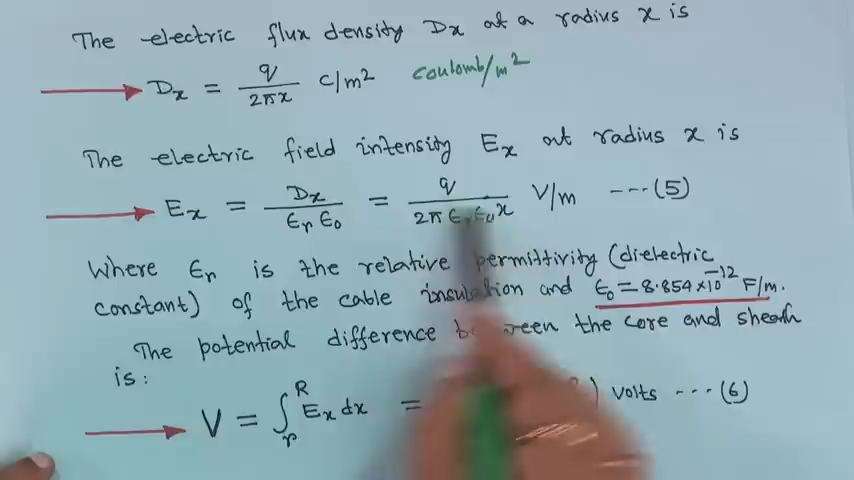 The electric flux density Dx at a radius x is
Dx = q / 2πx C/m² coulomb/m²
The electric field intensity Ex at radius x is
Ex = Dx / εr ε0 = q / 2π εr ε0 x V/m ---(5)
Where εr is the relative permittivity (dielectric
constant) of the cable insulation and ε0 = 8.854×10⁻¹² F/m.
The potential difference between the core and sheath
is:
V = ∫rR Ex dx = ) volts ---(6)